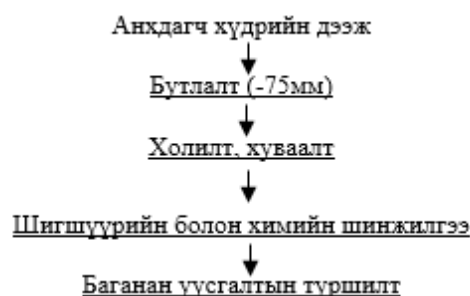 Анхдагч хүдрийн дээж
Бутлалт (-75мм)
Холилт, хуваалт
Шигшүүрийн болон химийн шинжилгээ
Баганан уусгалтын туршилт